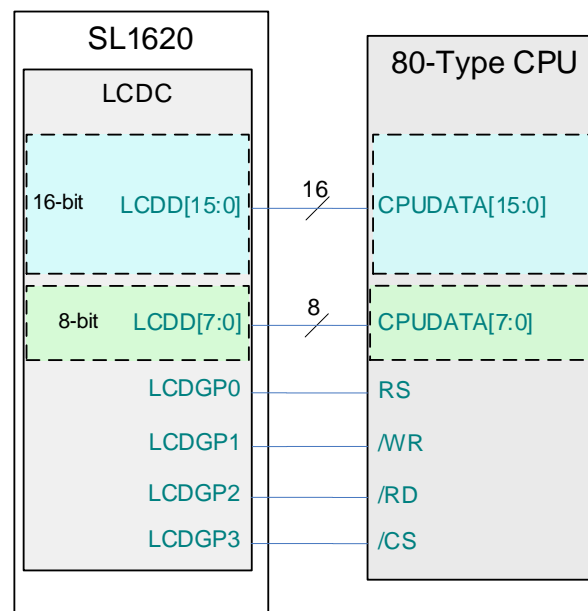 SL1620
80-Type CPU
LCDC
16-bit
LCDD[15:0]
16
CPUDATA[15:0]
8-bit
LCDD[7:0]
8
CPUDATA[7:0]
LCDGP0
RS
LCDGP1
/WR
LCDGP2
/RD
LCDGP3
/CS